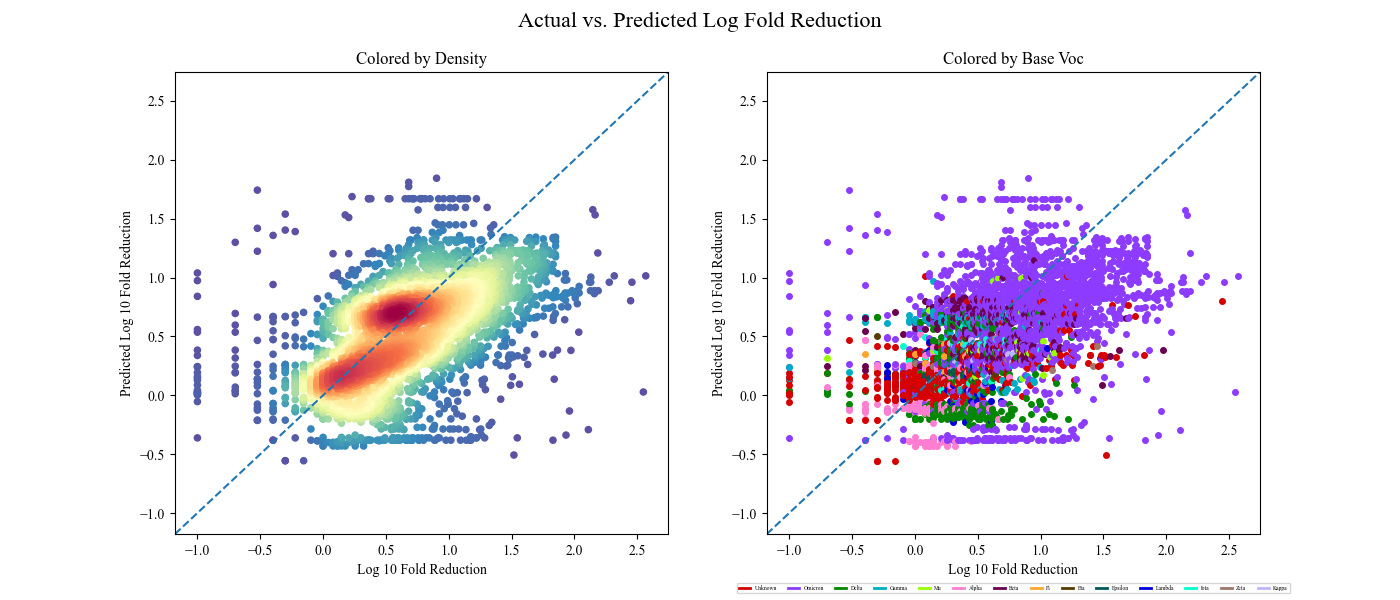 Actual vs. Predicted Log Fold Reduction
Colored by Density
2.5
2.0
1.5
1.0
0.5
0.0
−0.5
−1.0
Predicted Log 10 Fold Reduction
−1.0 −0.5 0.0 0.5 1.0 1.5 2.0 2.5
Log 10 Fold Reduction
Colored by Base Voc
2.5
2.0
1.5
1.0
0.5
0.0
−0.5
−1.0
Predicted Log 10 Fold Reduction
−1.0 −0.5 0.0 0.5 1.0 1.5 2.0 2.5
Log 10 Fold Reduction
Unknown Omicron Delta Gamma Mu Alpha Beta Eta Epsilon Lambda Iota Zeta Kappa